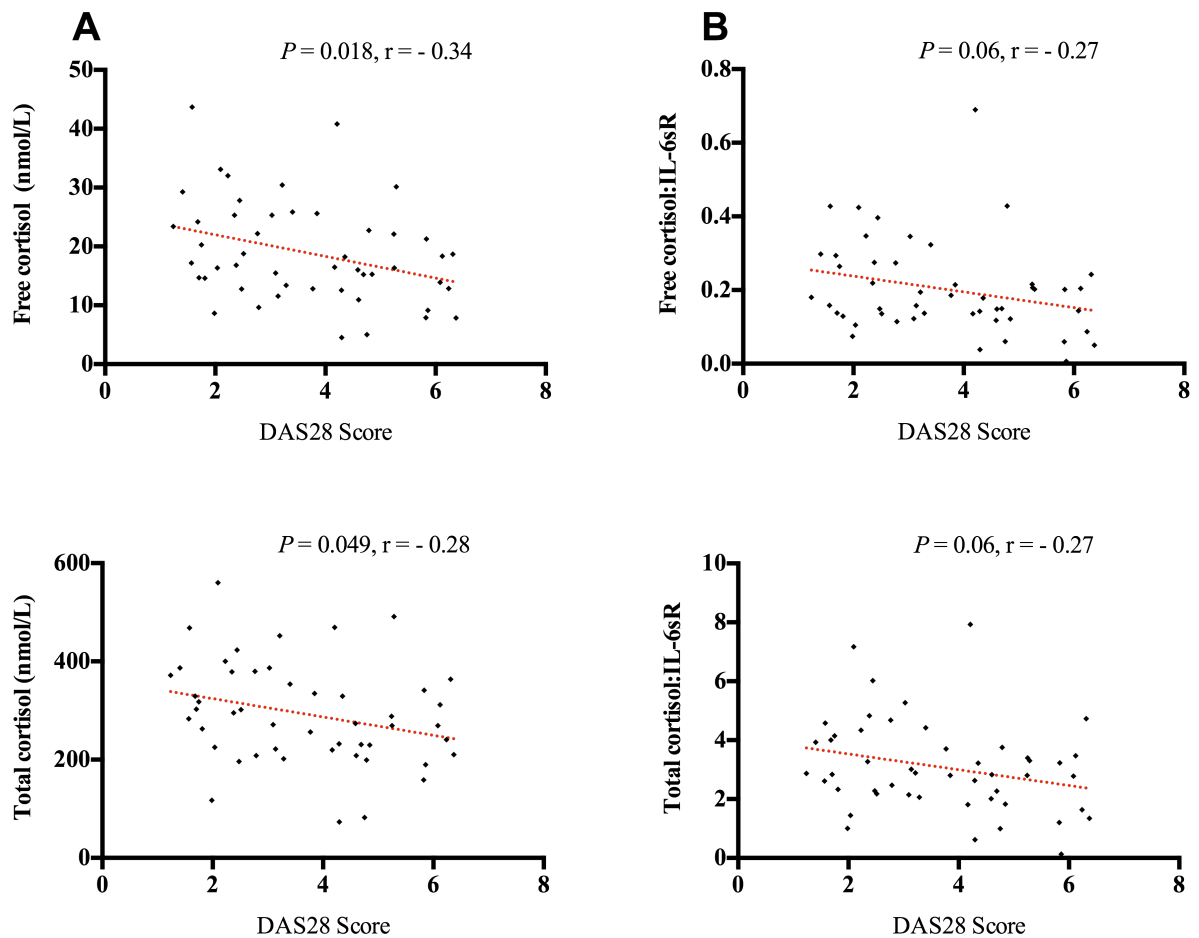 A
P = 0.018, r = - 0.34
Free cortisol (nmol/L)
50
40
30
20
10
0
0 2 4 6 8
DAS28 Score
B
P = 0.06, r = - 0.27
Free cortisol:IL-6sR
0.8
0.6
0.4
0.2
0.0
0 2 4 6 8
DAS28 Score
P = 0.049, r = - 0.28
Total cortisol (nmol/L)
600
400
200
0
0 2 4 6 8
DAS28 Score
P = 0.06, r = - 0.27
Total cortisol:IL-6sR
10
8
6
4
2
0
0 2 4 6 8
DAS28 Score